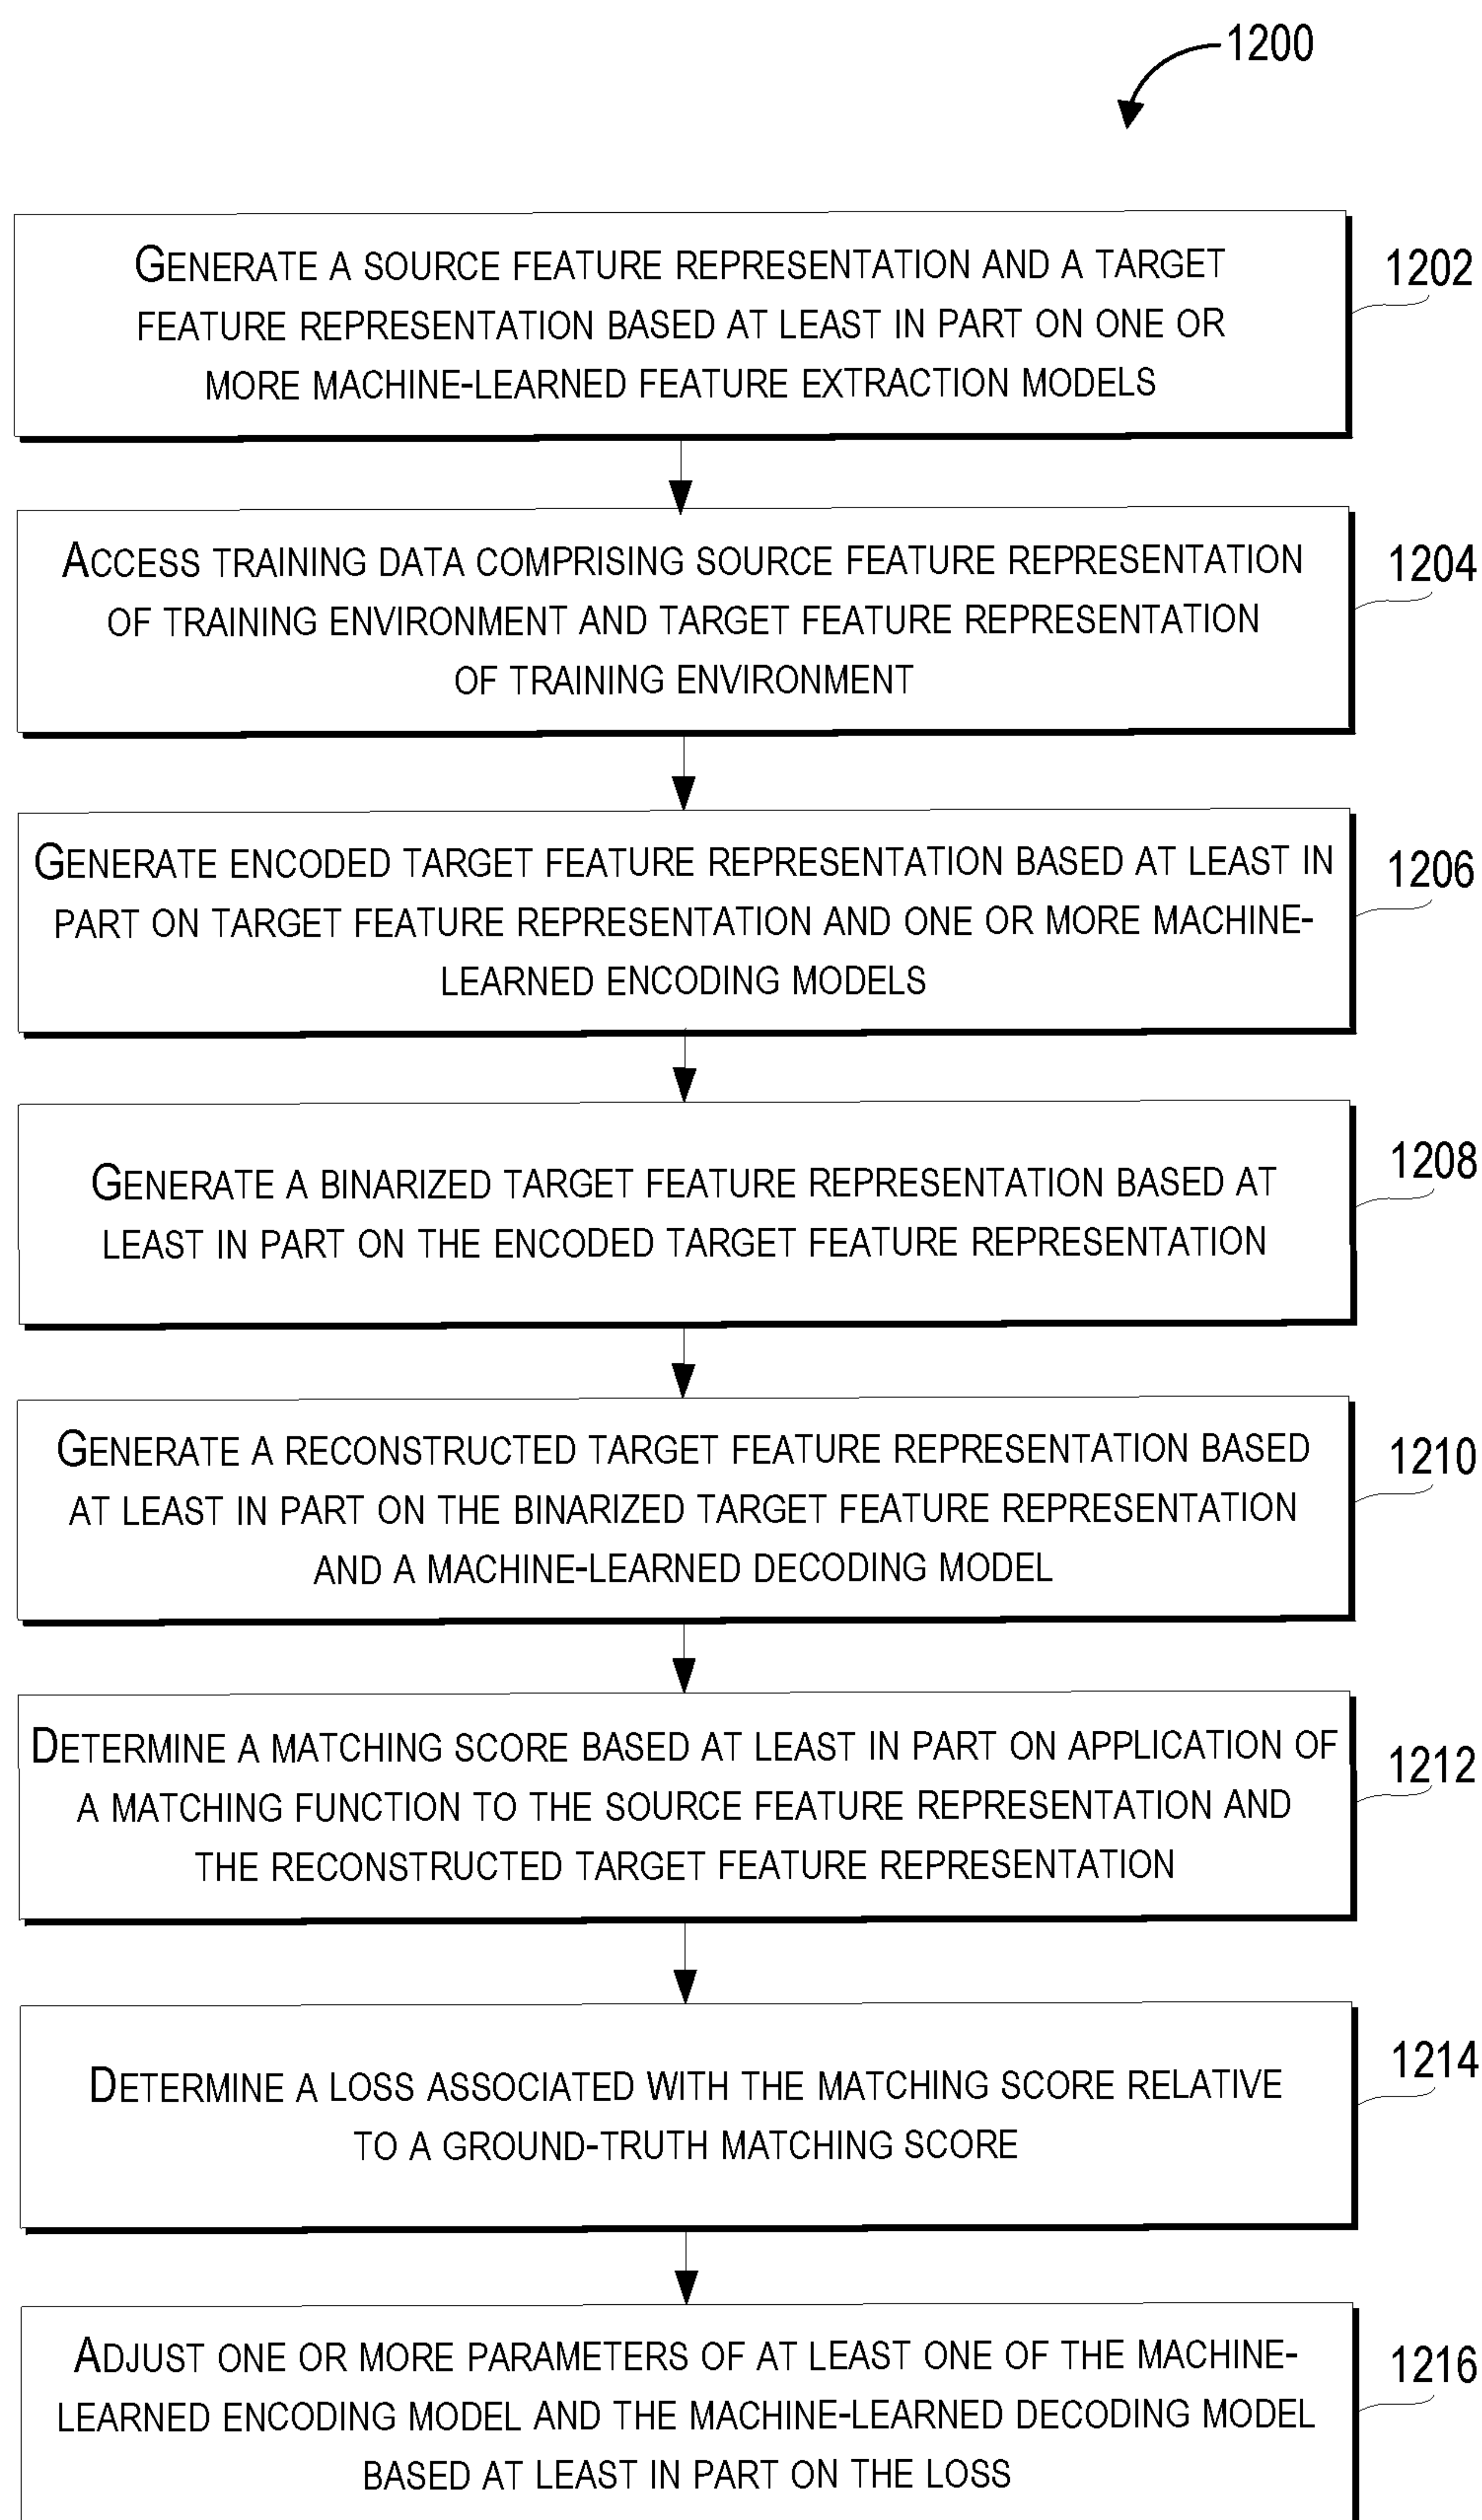 1200
GENERATE A SOURCE FEATURE REPRESENTATION AND A TARGET
FEATURE REPRESENTATION BASED AT LEAST IN PART ON ONE OR
MORE MACHINE-LEARNED FEATURE EXTRACTION MODELS
1202
ACCESS TRAINING DATA COMPRISING SOURCE FEATURE REPRESENTATION
OF TRAINING ENVIRONMENT AND TARGET FEATURE REPRESENTATION
OF TRAINING ENVIRONMENT
1204
GENERATE ENCODED TARGET FEATURE REPRESENTATION BASED AT LEAST IN
PART ON TARGET FEATURE REPRESENTATION AND ONE OR MORE MACHINE-
LEARNED ENCODING MODELS
1206
GENERATE A BINARIZED TARGET FEATURE REPRESENTATION BASED AT
LEAST IN PART ON THE ENCODED TARGET FEATURE REPRESENTATION
1208
GENERATE A RECONSTRUCTED TARGET FEATURE REPRESENTATION BASED
AT LEAST IN PART ON THE BINARIZED TARGET FEATURE REPRESENTATION
AND A MACHINE-LEARNED DECODING MODEL
1210
DETERMINE A MATCHING SCORE BASED AT LEAST IN PART ON APPLICATION OF
A MATCHING FUNCTION TO THE SOURCE FEATURE REPRESENTATION AND
THE RECONSTRUCTED TARGET FEATURE REPRESENTATION
1212
DETERMINE A LOSS ASSOCIATED WITH THE MATCHING SCORE RELATIVE
TO A GROUND-TRUTH MATCHING SCORE
1214
ADJUST ONE OR MORE PARAMETERS OF AT LEAST ONE OF THE MACHINE-
LEARNED ENCODING MODEL AND THE MACHINE-LEARNED DECODING MODEL
BASED AT LEAST IN PART ON THE LOSS
1216